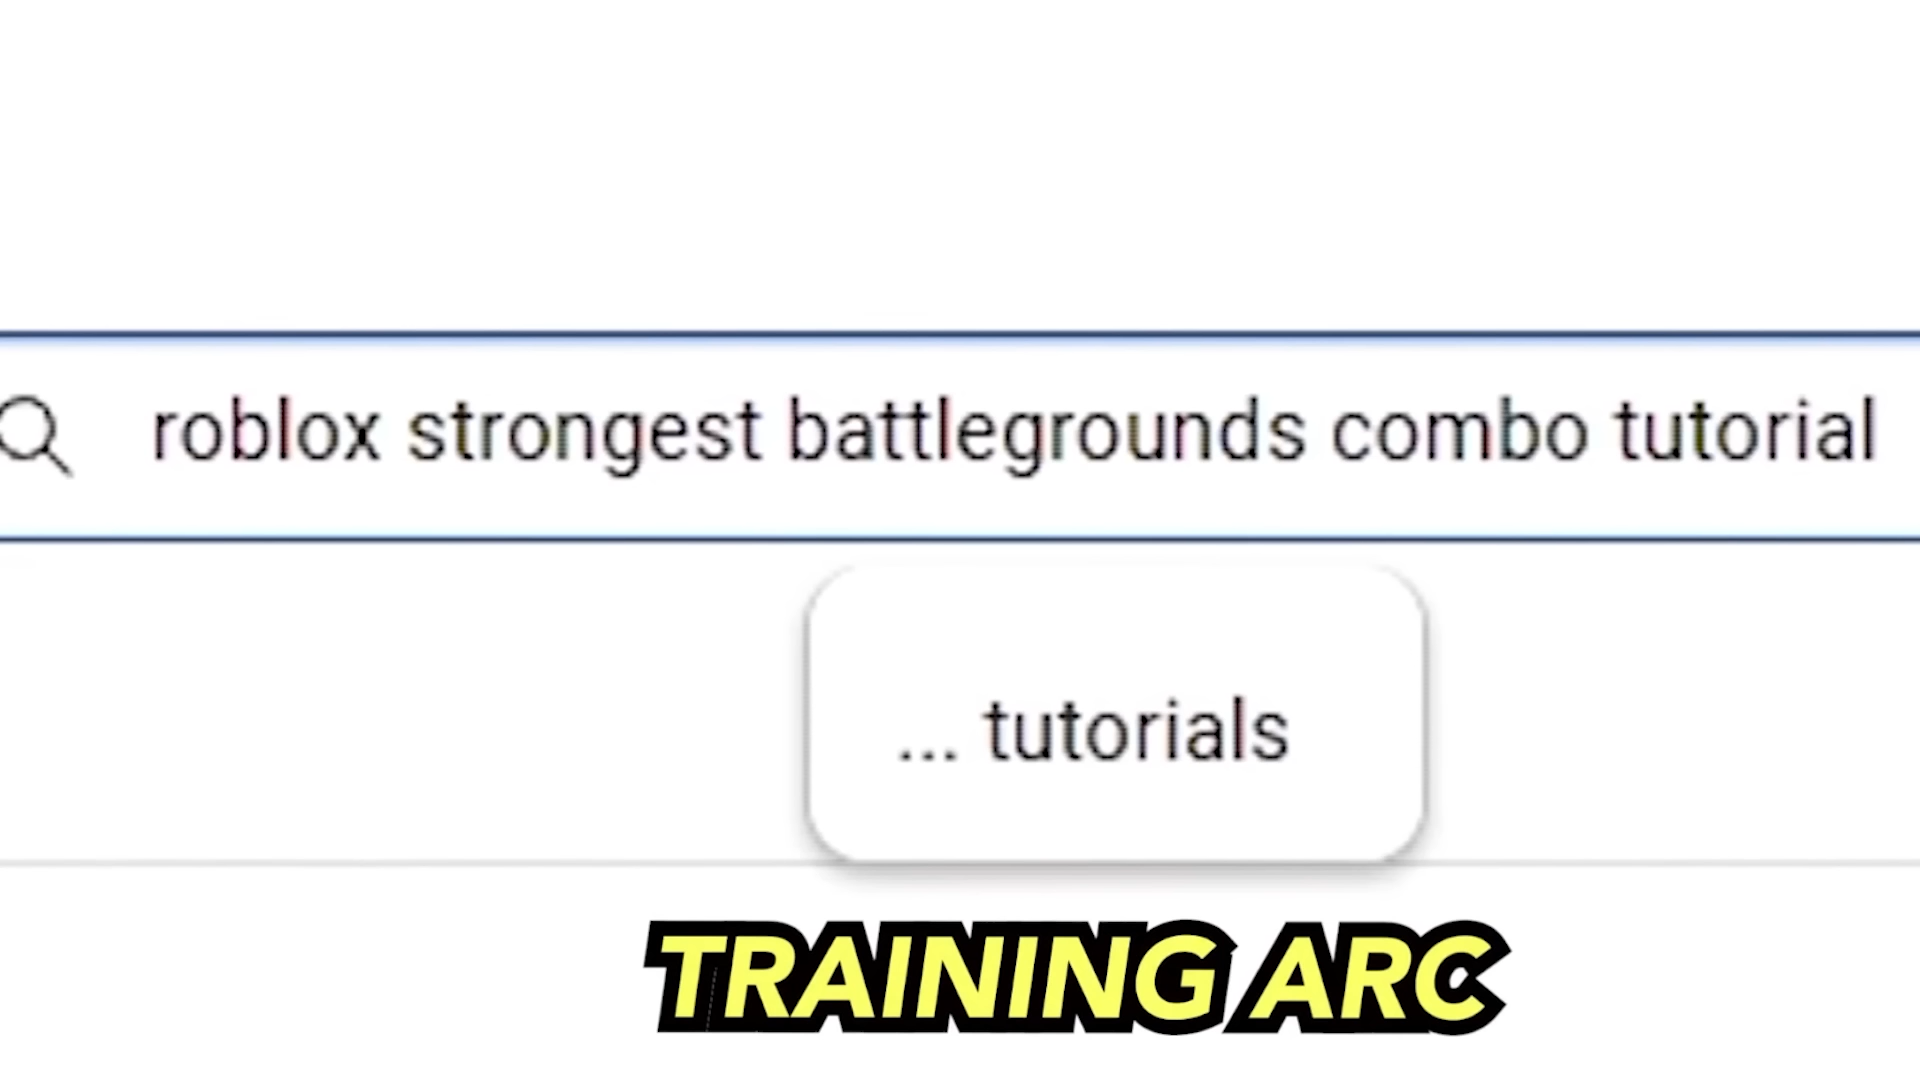 roblox strongest battlegrounds combo tutorial
... tutorials
TRAINING ARC